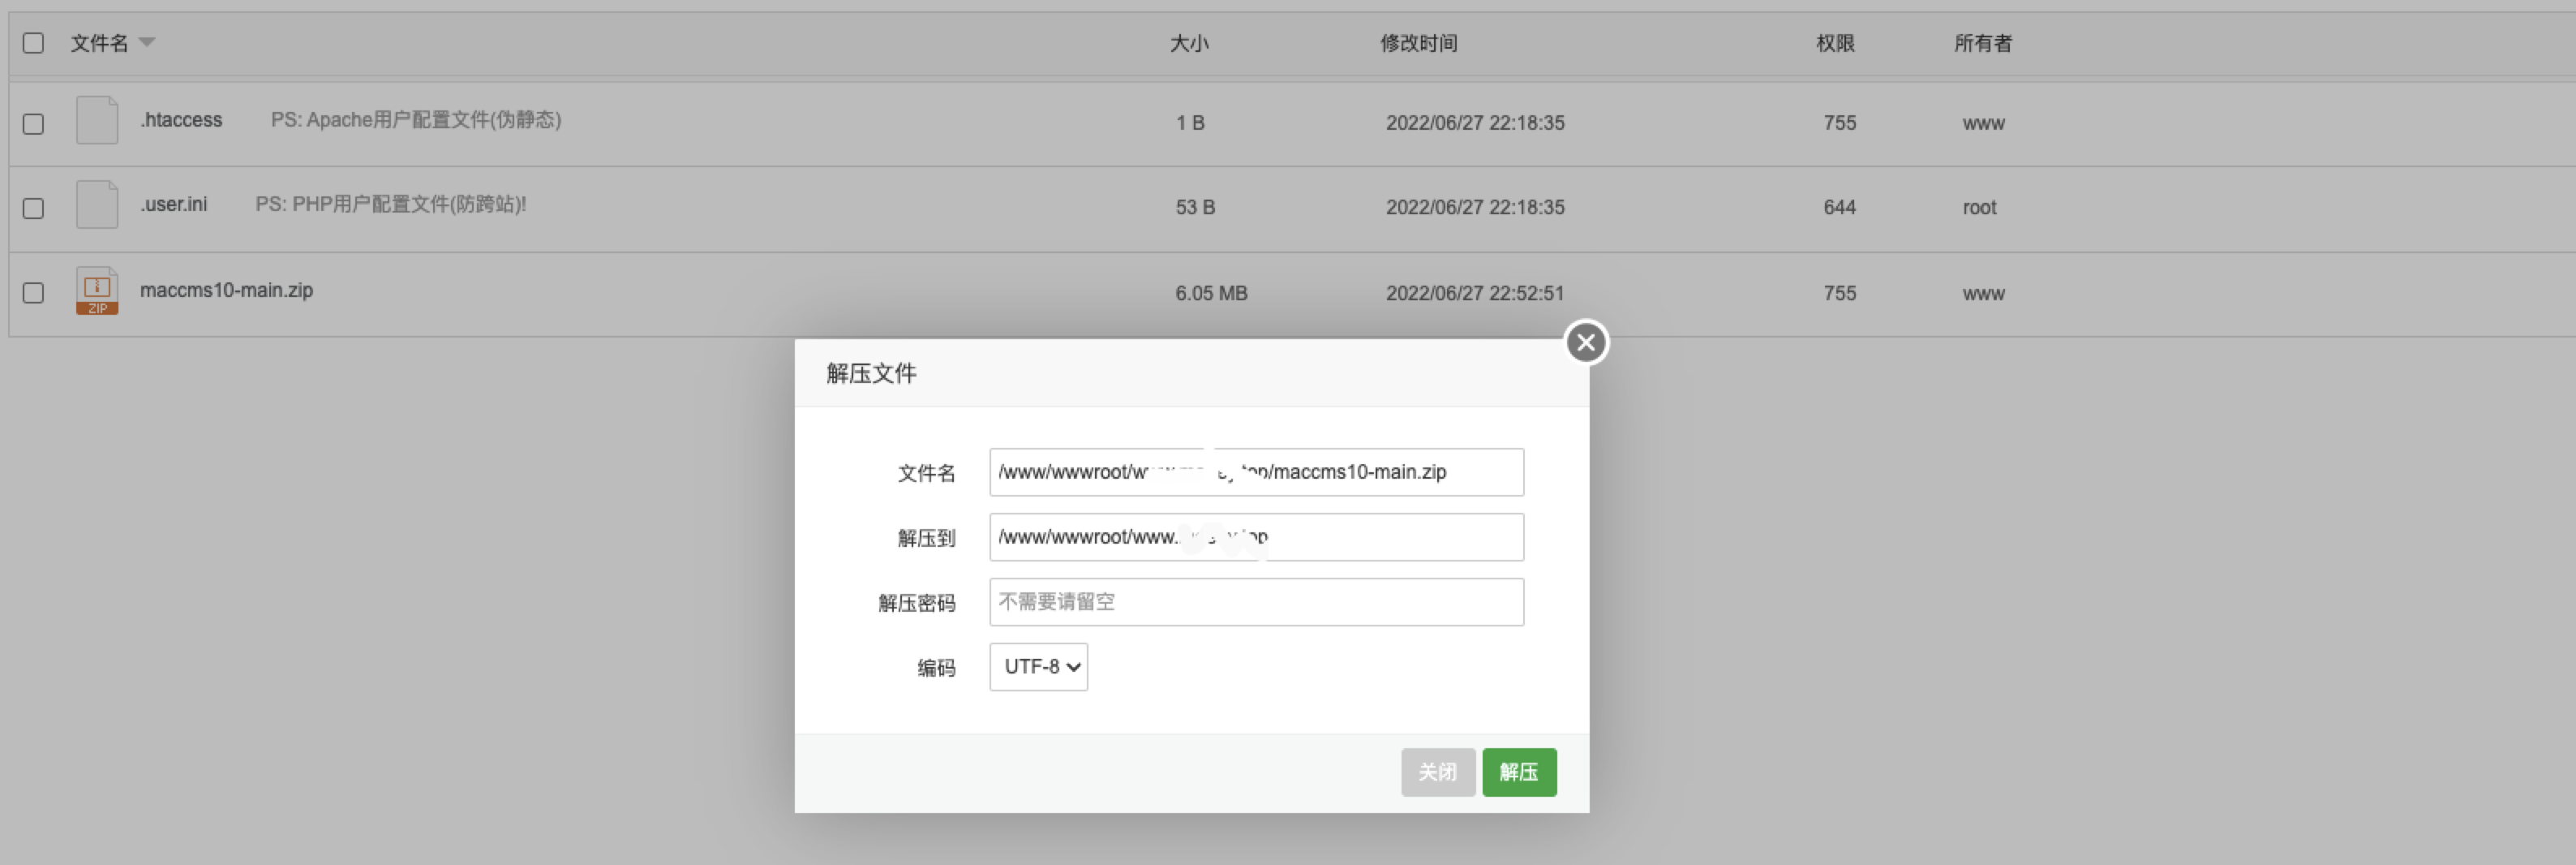 文件名 大小 修改时间 权限 所有者
.htaccess PS: Apache用户配置文件(伪静态) 1 B 2022/06/27 22:18:35 755 www
.user.ini PS: PHP用户配置文件(防跨站)! 53 B 2022/06/27 22:18:35 644 root
ZIP maccms10-main.zip 6.05 MB 2022/06/27 22:52:51 755 www
解压文件
文件名 /www/wwwroot/ /maccms10-main.zip
解压到 /www/wwwroot/www.
解压密码 不需要请留空
编码 UTF-8
关闭 解压